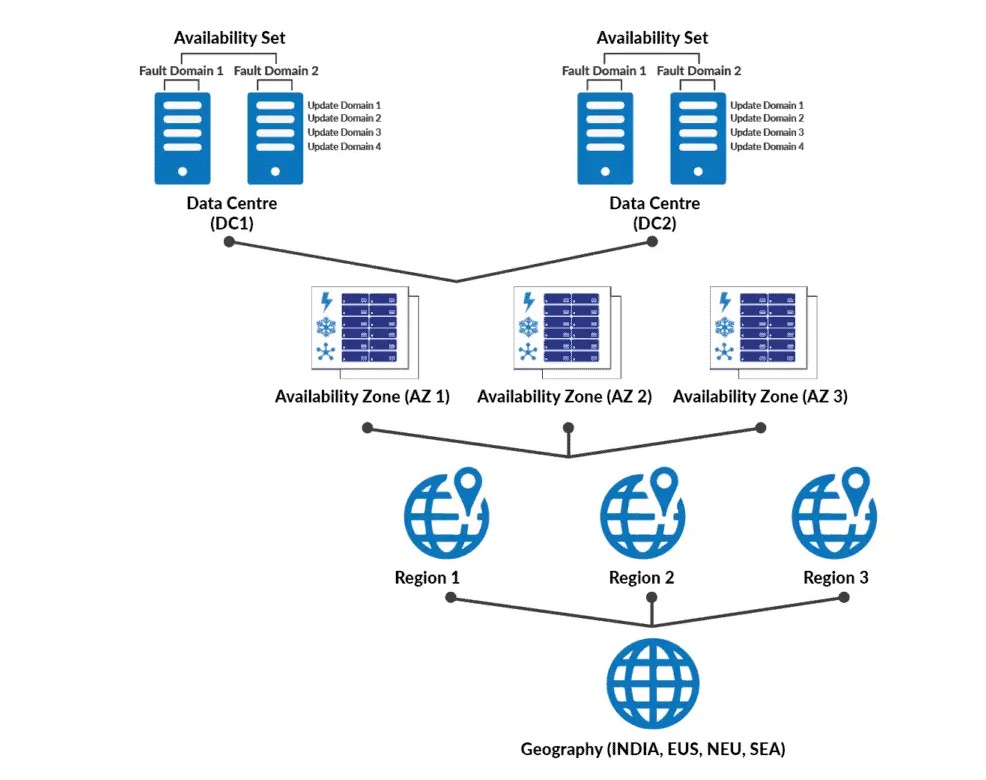 Availability Set
Availability Set
Fault Domain 1 Fault Domain 2
Fault Domain 1 Fault Domain 2
Update Domain 1
Update Domain 2
Update Domain 3
Update Domain 4
Update Domain 1
Update Domain 2
Update Domain 3
Update Domain 4
Data Centre
(DC1)
Data Centre
(DC2)
Availability Zone (AZ 1)
Availability Zone (AZ 2)
Availability Zone (AZ 3)
Region 1
Region 2
Region 3
Geography (INDIA, EUS, NEU, SEA)